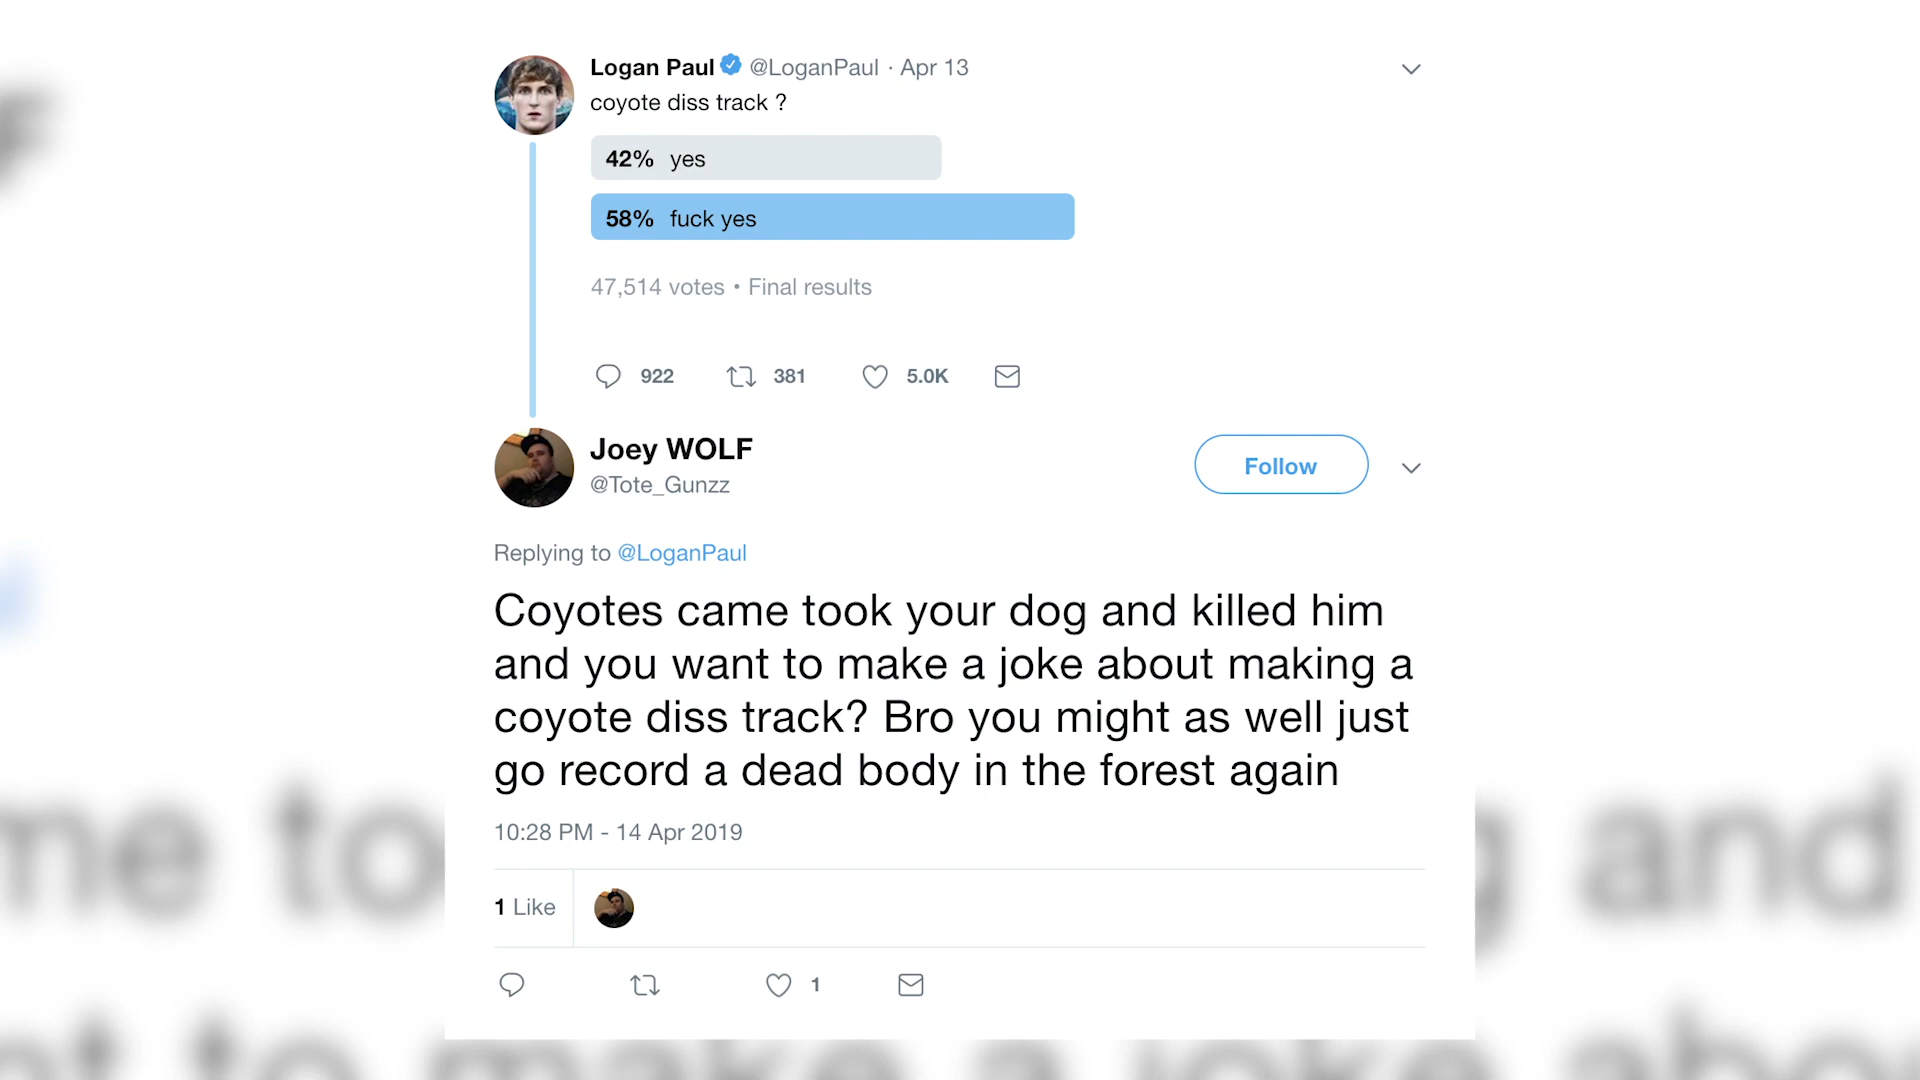 Logan Paul @LoganPaul · Apr 13
coyote diss track ?
42% yes
58% fuck yes
47,514 votes • Final results
922 381 5.0K
Joey WOLF
@Tote_Gunzz
Follow
Replying to @LoganPaul
Coyotes came took your dog and killed him
and you want to make a joke about making a
coyote diss track? Bro you might as well just
go record a dead body in the forest again
10:28 PM - 14 Apr 2019
1 Like
1